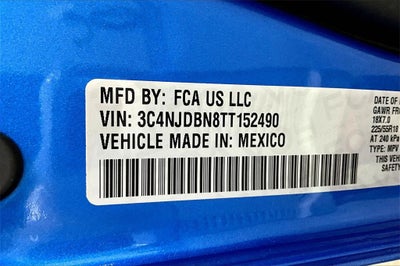 MFD BY: FCA US LLC
VIN: 3C4NJDBN8TT152490
VEHICLE MADE IN: MEXICO
DATE OF
GAWR FR
18X7.0
225/55R18
AT 240 kPa
TYPE: MPV
THIS VEH
SAFETY